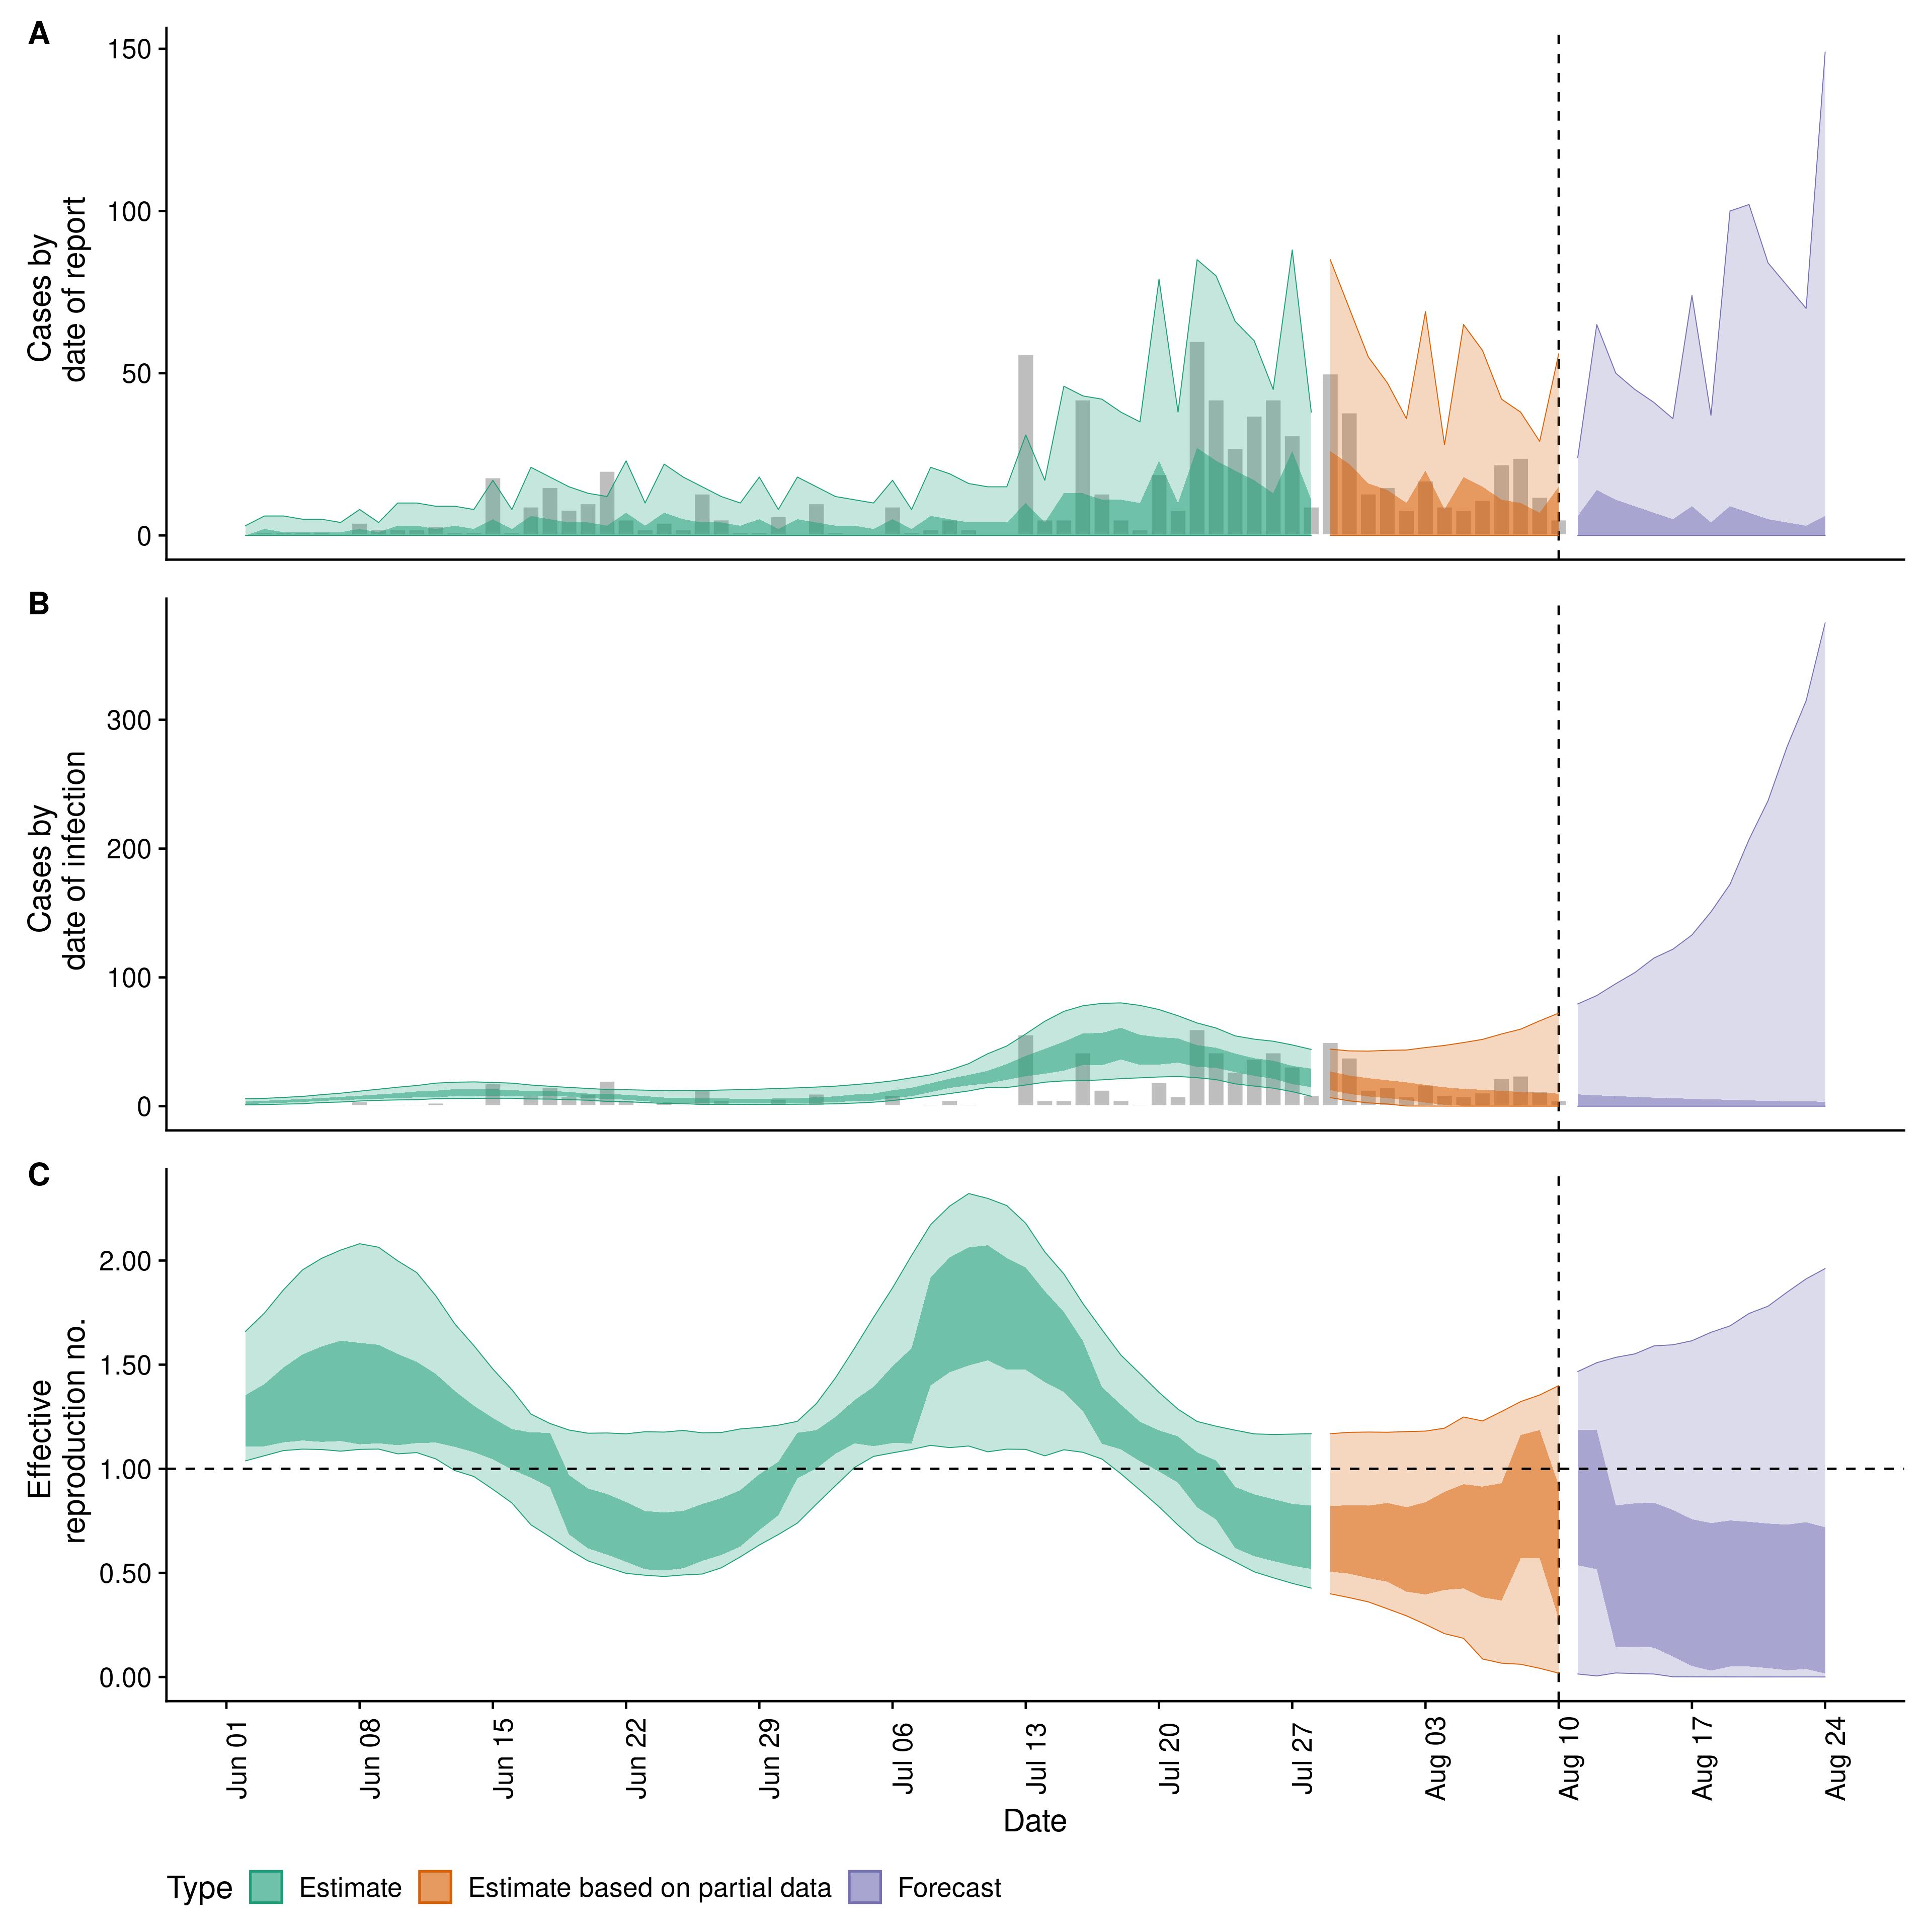 A
150
100
50
0
Cases by
date of report
B
300
200
100
0
Cases by
date of infection
C
2.00
1.50
1.00
0.50
0.00
Effective
reproduction no.
Jun 01
Jun 08
Jun 15
Jun 22
Jun 29
Jul 06
Jul 13
Jul 20
Jul 27
Aug 03
Aug 10
Aug 17
Aug 24
Date
Type Estimate Estimate based on partial data Forecast